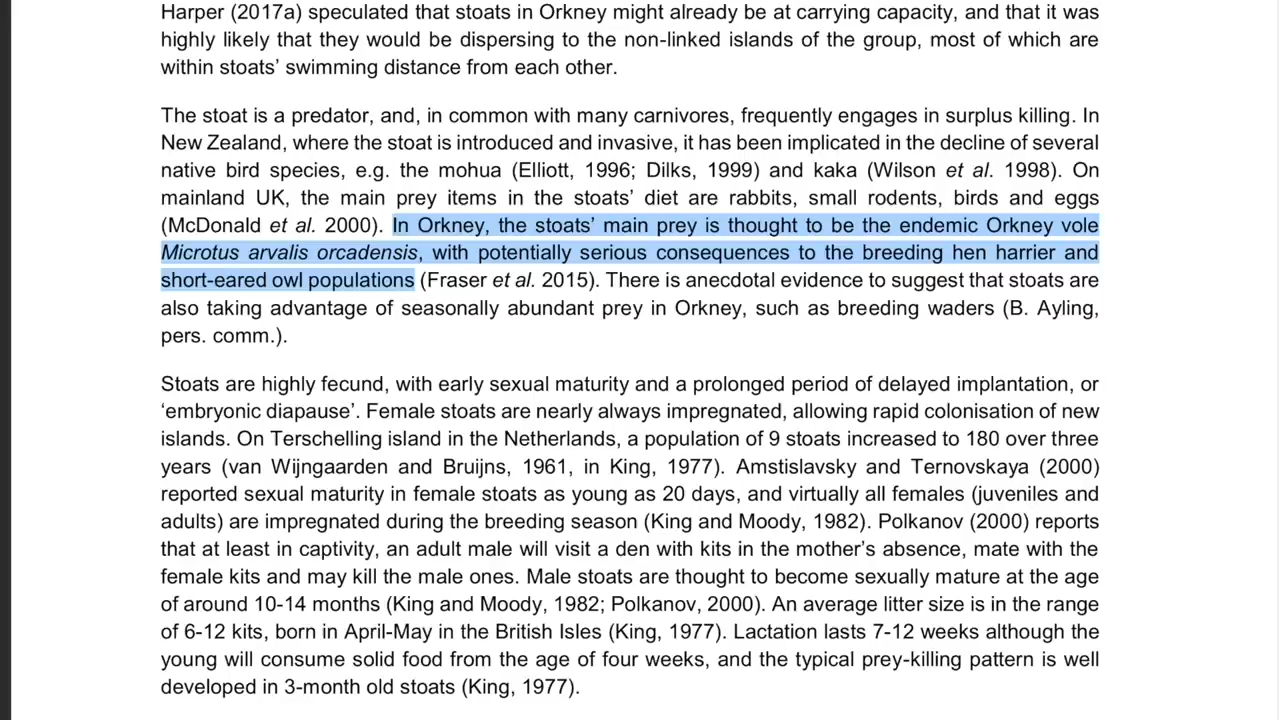 Harper (2017a) speculated that stoats in Orkney might already be at carrying capacity, and that it was
highly likely that they would be dispersing to the non-linked islands of the group, most of which are
within stoats’ swimming distance from each other.
The stoat is a predator, and, in common with many carnivores, frequently engages in surplus killing. In
New Zealand, where the stoat is introduced and invasive, it has been implicated in the decline of several
native bird species, e.g. the mohua (Elliott, 1996; Dilks, 1999) and kaka (Wilson et al. 1998). On
mainland UK, the main prey items in the stoats’ diet are rabbits, small rodents, birds and eggs
(McDonald et al. 2000). In Orkney, the stoats’ main prey is thought to be the endemic Orkney vole
Microtus arvalis orcadensis, with potentially serious consequences to the breeding hen harrier and
short-eared owl populations (Fraser et al. 2015). There is anecdotal evidence to suggest that stoats are
also taking advantage of seasonally abundant prey in Orkney, such as breeding waders (B. Ayling,
pers. comm.).
Stoats are highly fecund, with early sexual maturity and a prolonged period of delayed implantation, or
‘embryonic diapause’. Female stoats are nearly always impregnated, allowing rapid colonisation of new
islands. On Terschelling island in the Netherlands, a population of 9 stoats increased to 180 over three
years (van Wijngaarden and Bruijns, 1961, in King, 1977). Amstislavsky and Ternovskaya (2000)
reported sexual maturity in female stoats as young as 20 days, and virtually all females (juveniles and
adults) are impregnated during the breeding season (King and Moody, 1982). Polkanov (2000) reports
that at least in captivity, an adult male will visit a den with kits in the mother’s absence, mate with the
female kits and may kill the male ones. Male stoats are thought to become sexually mature at the age
of around 10-14 months (King and Moody, 1982; Polkanov, 2000). An average litter size is in the range
of 6-12 kits, born in April-May in the British Isles (King, 1977). Lactation lasts 7-12 weeks although the
young will consume solid food from the age of four weeks, and the typical prey-killing pattern is well
developed in 3-month old stoats (King, 1977).